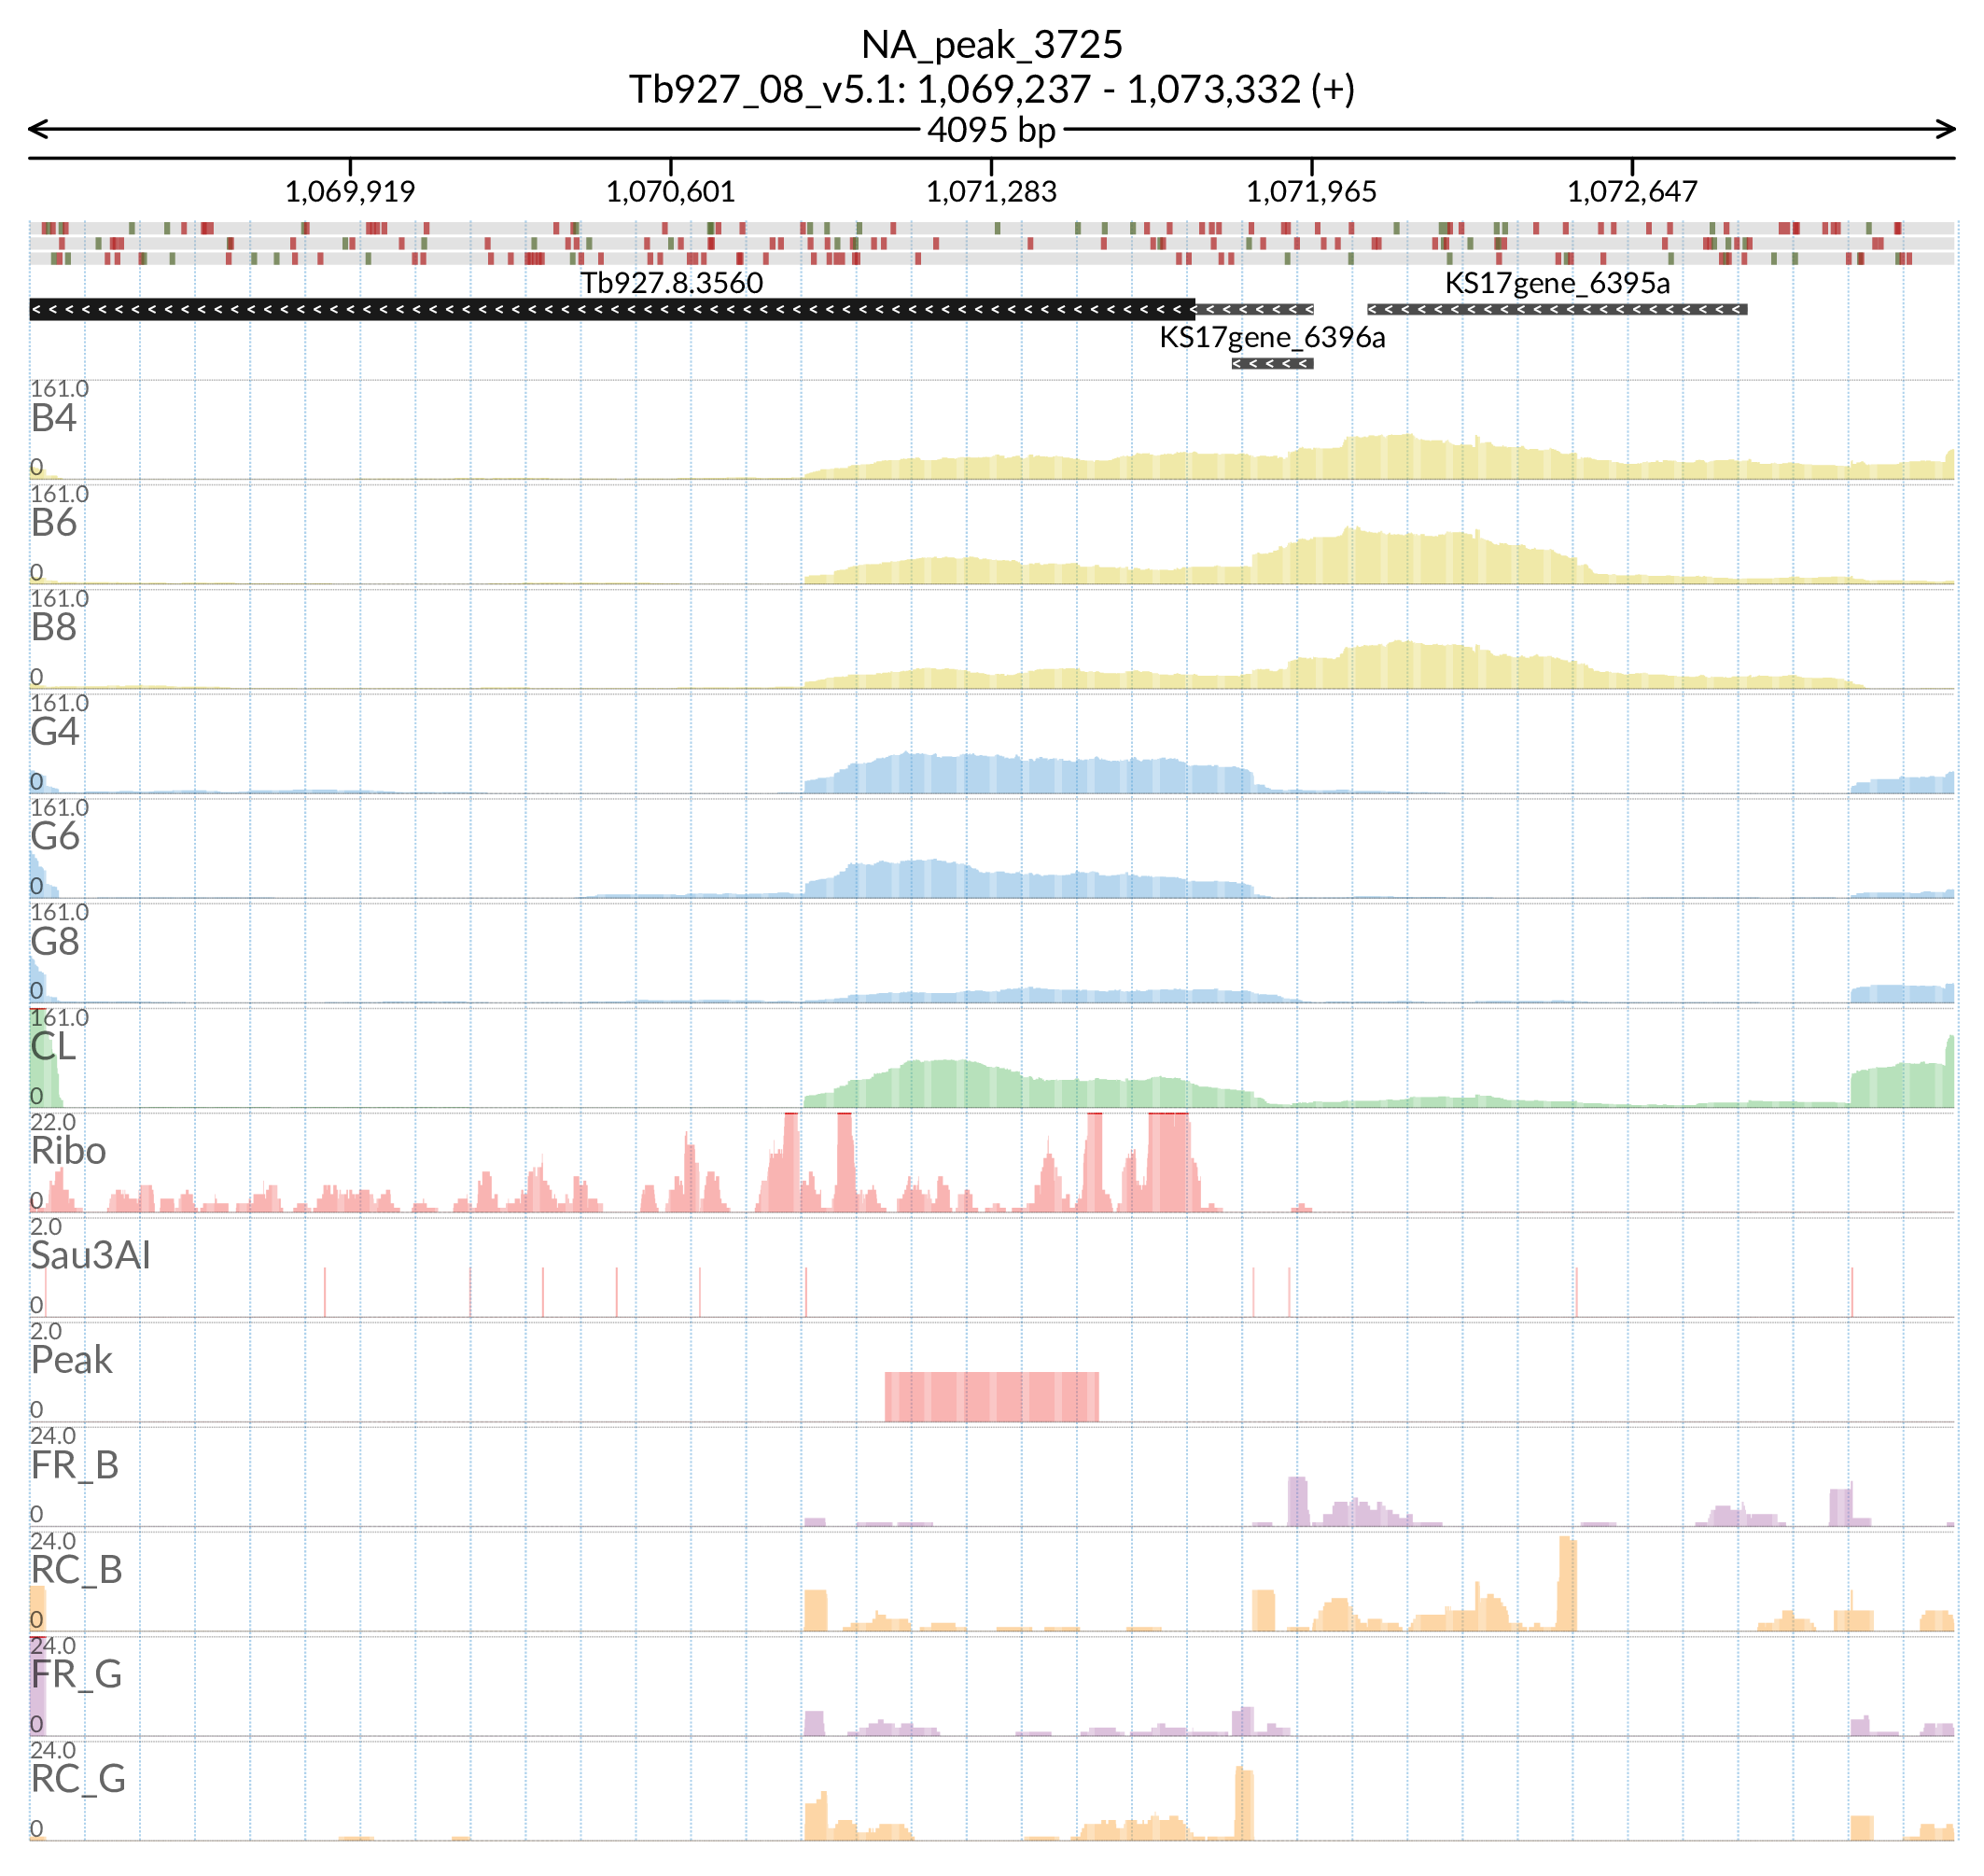 NA_peak_3725
Tb927_08_v5.1: 1,069,237 - 1,073,332 (+)
4095 bp
1,069,919 1,070,601 1,071,283 1,071,965 1,072,647
Tb927.8.3560 KS17gene_6395a
KS17gene_6396a
161.0
B4
0
161.0
B6
0
161.0
B8
0
161.0
G4
0
161.0
G6
0
161.0
G8
0
161.0
CL
0
22.0
Ribo
0
2.0
Sau3AI
0
2.0
Peak
0
24.0
FR_B
0
24.0
RC_B
0
24.0
FR_G
0
24.0
RC_G
0